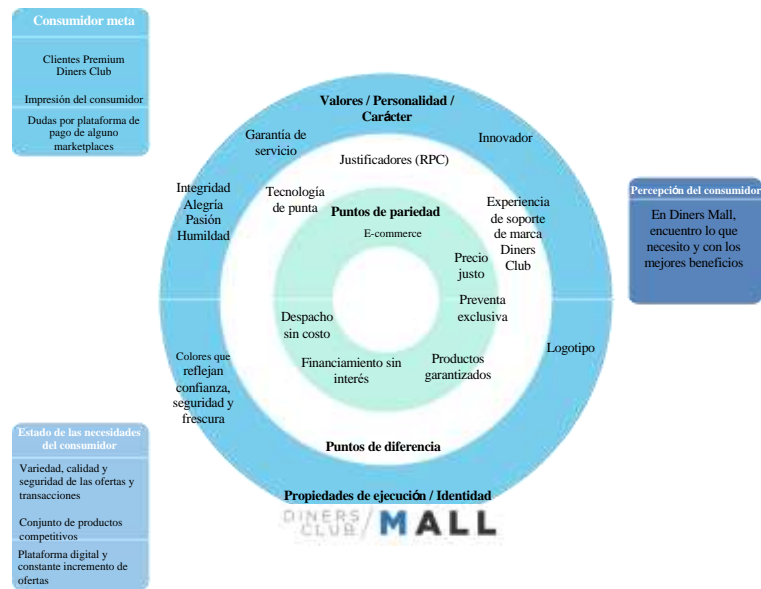 Consumidor meta
Clientes Premium
Diners Club
Impresión del consumidor
Dudas por plataforma de
pago de alguno
marketplaces
Valores / Personalidad /
Carácter
Garantía de
servicio
Innovador
Justificadores (RPC)
Integridad
Alegría
Pasión
Humildad
Tecnología
de punta
Experiencia
de soporte
de marca
Diners
Club
Puntos de pariedad
E-commerce
Precio
justo
Preventa
exclusiva
Despacho
sin costo
Financiamiento sin
interés
Productos
garantizados
Colores que
reflejan
confianza,
seguridad y
frescura
Logotipo
Puntos de diferencia
Propiedades de ejecución / Identidad
DINERS
CLUB / MALL
Percepción del consumidor
En Diners Mall,
encuentro lo que
necesito y con los
mejores beneficios
Estado de las necesidades
del consumidor
Variedad, calidad y
seguridad de las ofertas y
transacciones
Conjunto de productos
competitivos
Plataforma digital y
constante incremento de
ofertas